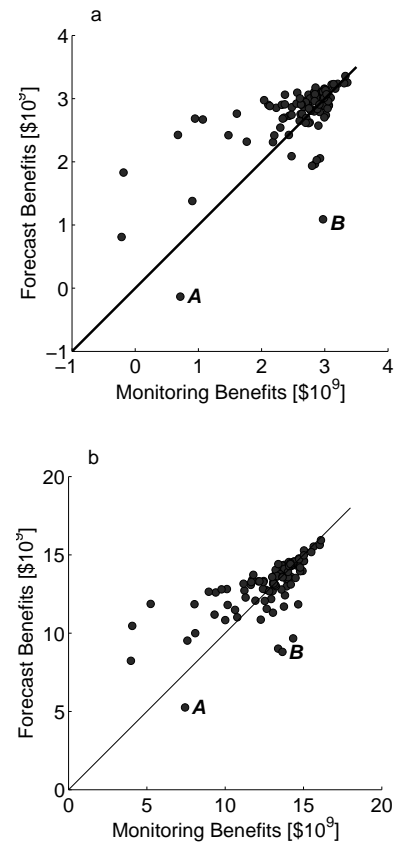 a
4
3
2
1
0
−1
Forecast Benefits [$10⁹]
A
B
−1 0 1 2 3 4
Monitoring Benefits [$10⁹]
b
20
15
10
5
0
Forecast Benefits [$10⁹]
A
B
0 5 10 15 20
Monitoring Benefits [$10⁹]